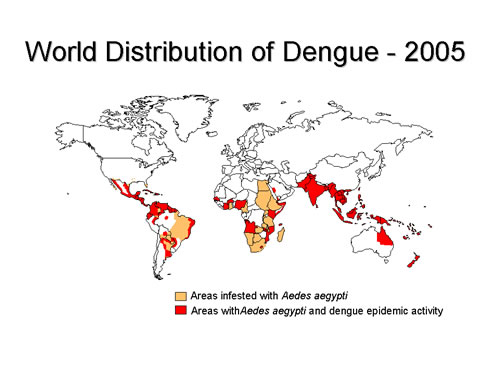 World Distribution of Dengue - 2005
Areas infested with Aedes aegypti
Areas withAedes aegypti and dengue epidemic activity